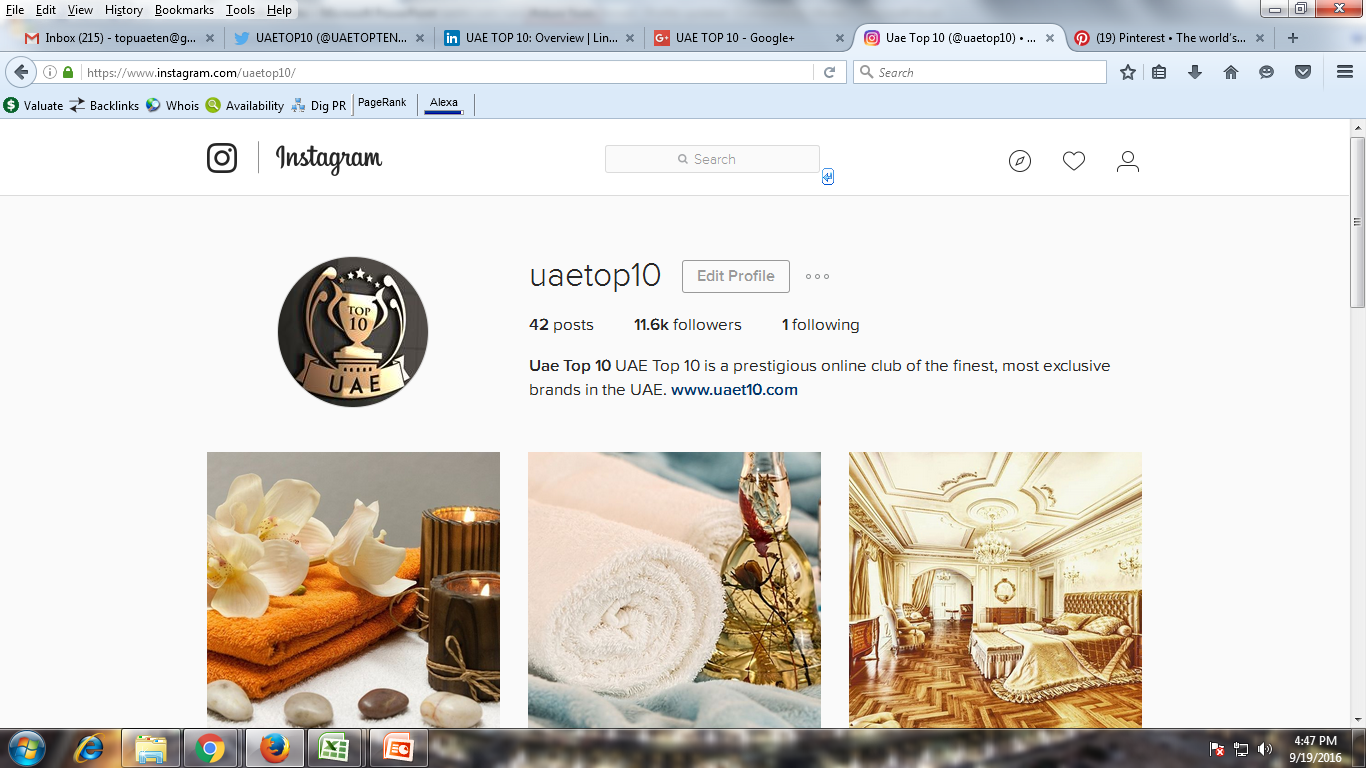 File Edit View History Bookmarks Tools Help
Inbox (215) - topuaeten@g...
UAETOP10 (@UAETOPTEN...
UAE TOP 10: Overview | Lin...
UAE TOP 10 - Google+
Uae Top 10 (@uaetop10) • ...
(19) Pinterest • The world's...
https://www.instagram.com/uaetop10/
Search
Valuate Backlinks Whois Availability Dig PR PageRank Alexa
Instagram
Search
TOP
10
UAE
uaetop10 Edit Profile
42 posts 11.6k followers 1 following
Uae Top 10 UAE Top 10 is a prestigious online club of the finest, most exclusive
brands in the UAE. www.uaet10.com
4:47 PM
9/19/2016